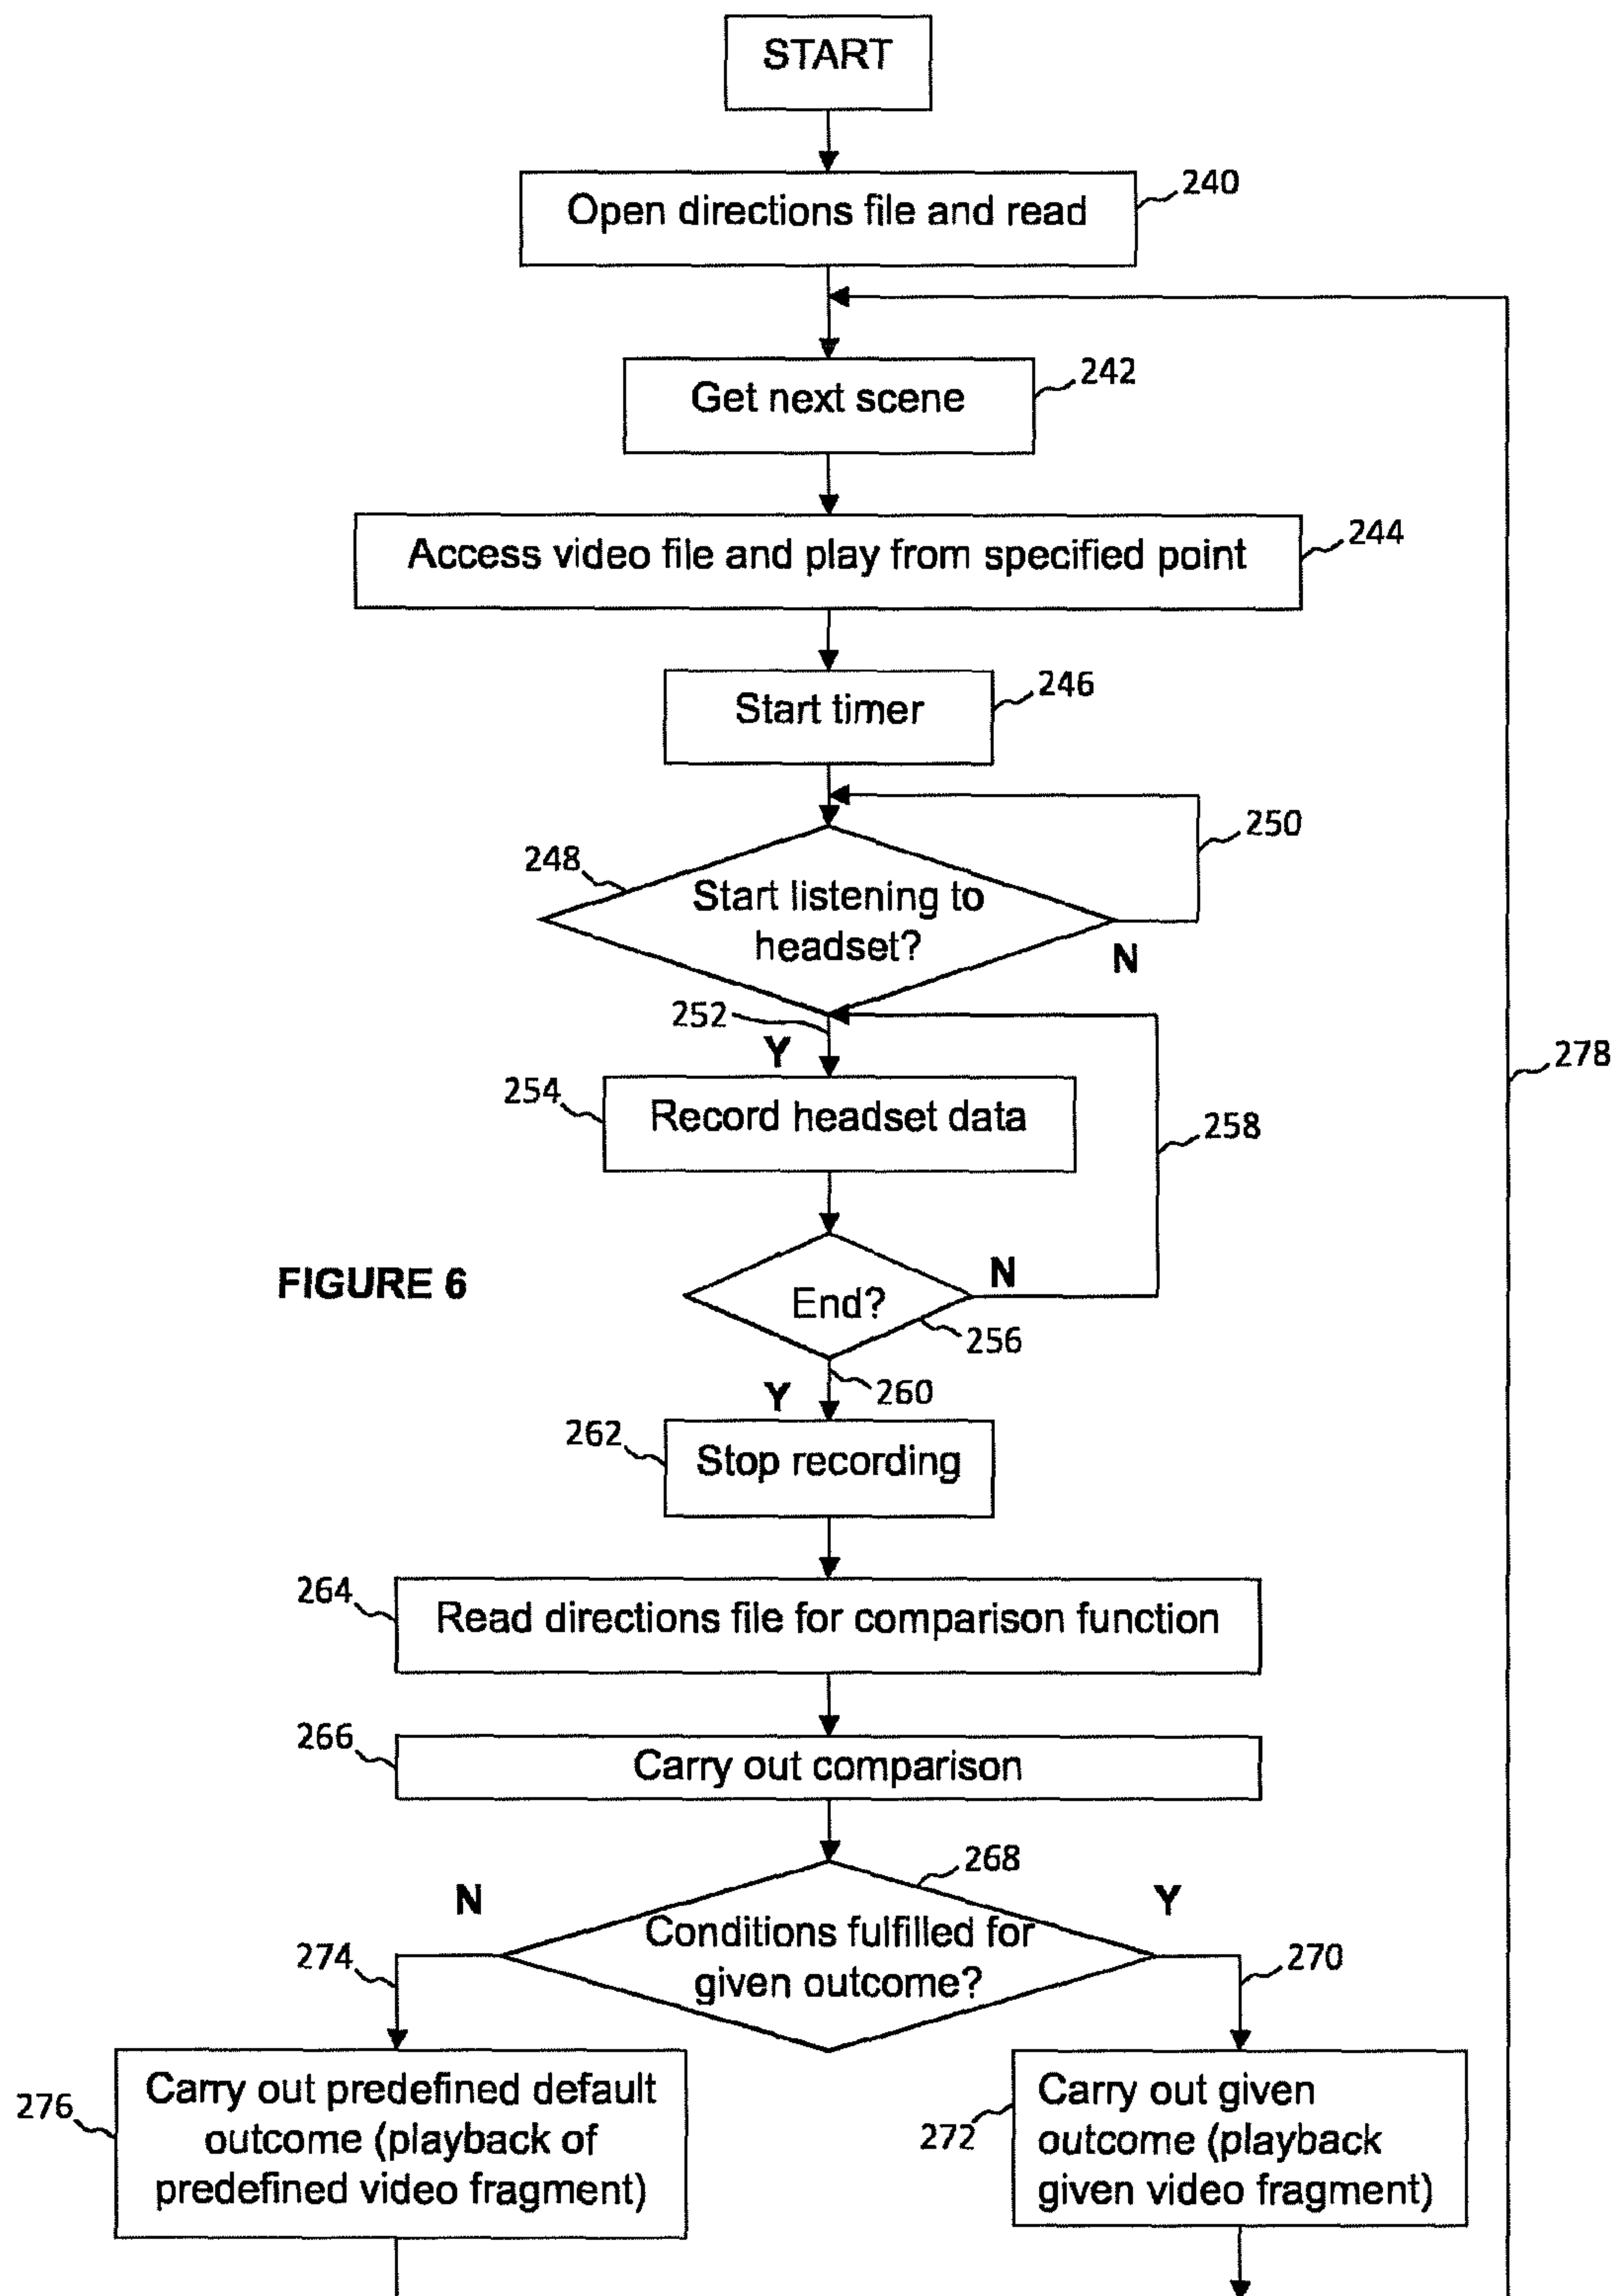 START
Open directions file and read
240
Get next scene
242
Access video file and play from specified point
244
Start timer
246
250
248
Start listening to
headset?
N
252
Y
254
Record headset data
258
278
FIGURE 6
End?
N
256
Y
260
262
Stop recording
264
Read directions file for comparison function
266
Carry out comparison
268
N
Y
Conditions fulfilled for
given outcome?
274
270
276
Carry out predefined default
outcome (playback of
predefined video fragment)
272
Carry out given
outcome (playback
given video fragment)